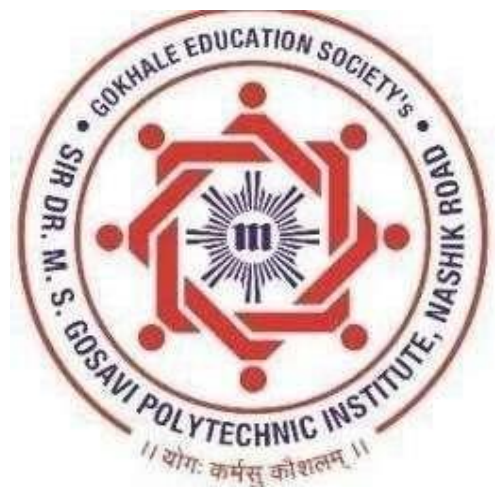 GOKHALE EDUCATION SOCIETY's
SIR DR. M. S. GOSAVI POLYTECHNIC INSTITUTE, NASHIK ROAD
m
।। योगः कर्मसु कौशलम् ।।